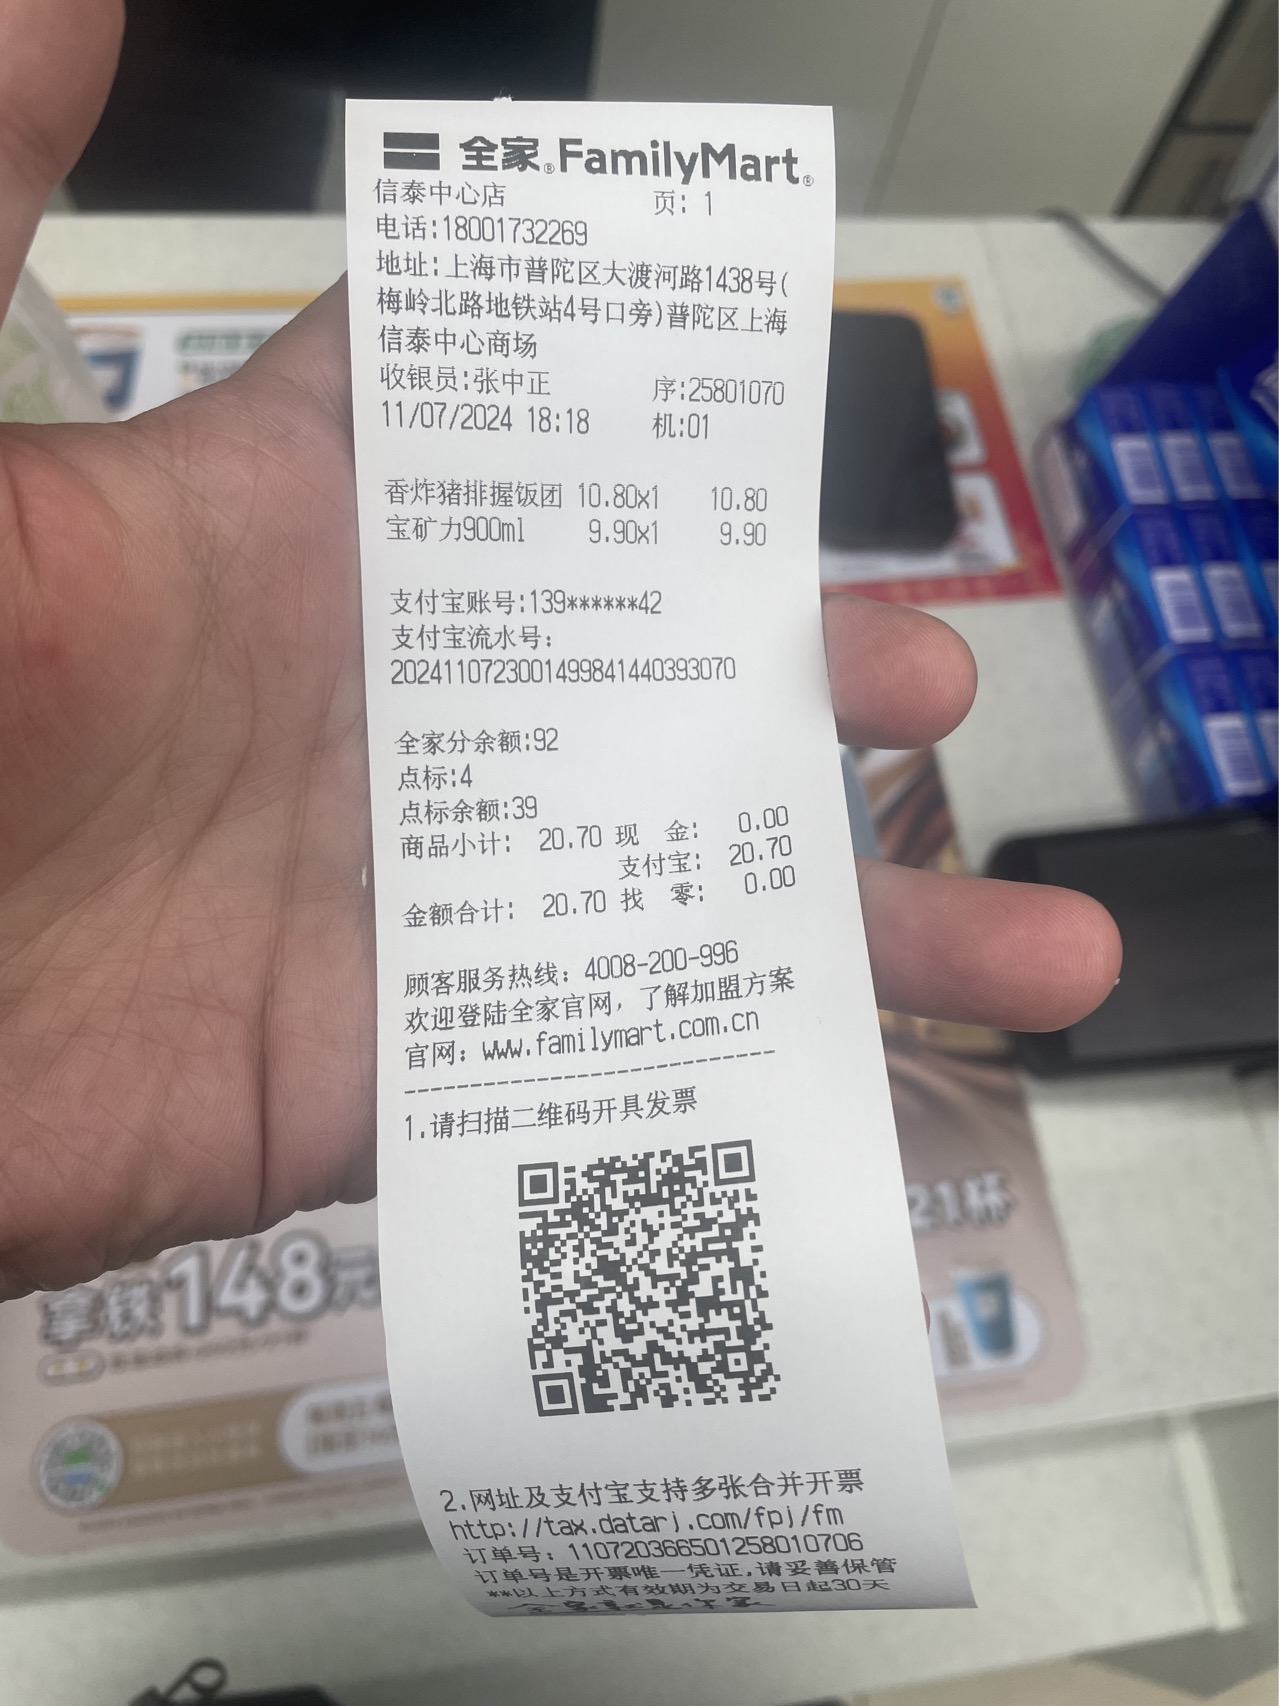 全家®FamilyMart®
信泰中心店 页: 1
电话:18001732269
地址:上海市普陀区大渡河路1438号(
梅岭北路地铁站4号口旁)普陀区上海
信泰中心商场
收银员:张中正 序:25801070
11/07/2024 18:18 机:01
香炸猪排握饭团 10.80x1 10.80
宝矿力900ml 9.90x1 9.90
支付宝账号:139******42
支付宝流水号:
2024110723001499841440393070
全家分余额:92
点标:4
点标余额:39
商品小计: 20.70 现 金: 0.00
支付宝: 20.70
金额合计: 20.70 找 零: 0.00
顾客服务热线: 4008-200-996
欢迎登陆全家官网, 了解加盟方案
官网: www.familymart.com.cn
--------------------------
1.请扫描二维码开具发票
2.网址及支付宝支持多张合并开票
http://tax.datarj.com/fpj/fm
订单号: 110720366501258010706
订单号是开票唯一凭证,请妥善保管
**以上方式有效期为交易日起30天
拿铁148元
21杯